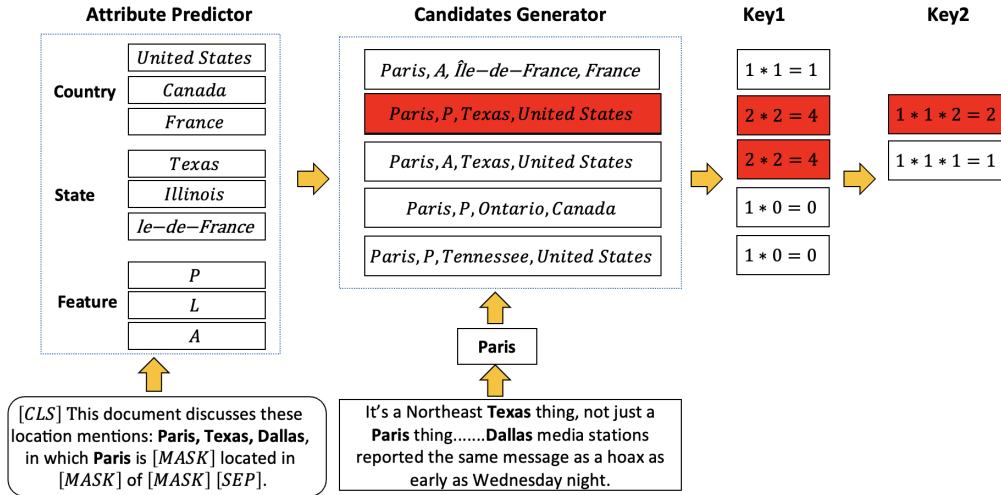 Attribute Predictor
Country
United States
Canada
France
State
Texas
Illinois
le−de−France
Feature
P
L
A
[CLS] This document discusses these
location mentions: Paris, Texas, Dallas,
in which Paris is [MASK] located in
[MASK] of [MASK] [SEP].
Candidates Generator
Paris, A, Île−de−France, France
Paris, P, Texas, United States
Paris, A, Texas, United States
Paris, P, Ontario, Canada
Paris, P, Tennessee, United States
Paris
It's a Northeast Texas thing, not just a
Paris thing.......Dallas media stations
reported the same message as a hoax as
early as Wednesday night.
Key1
1 * 1 = 1
2 * 2 = 4
2 * 2 = 4
1 * 0 = 0
1 * 0 = 0
Key2
1 * 1 * 2 = 2
1 * 1 * 1 = 1